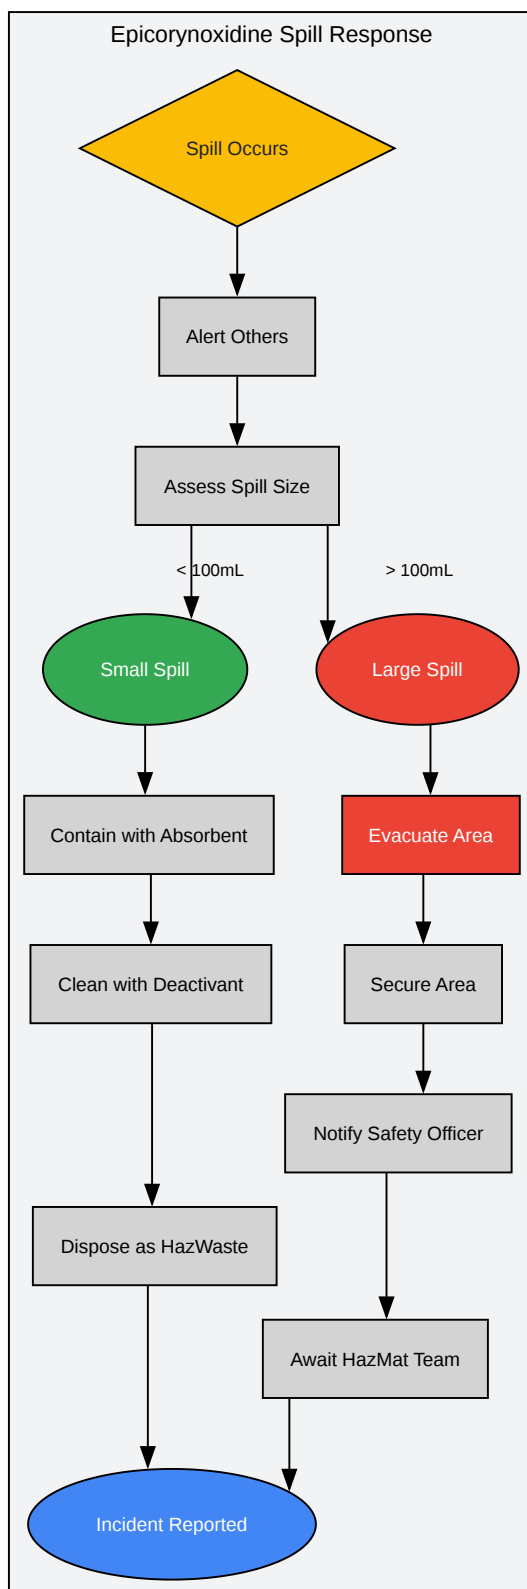 Epicorynoxidine Spill Response
Spill Occurs
Alert Others
Assess Spill Size
< 100mL
> 100mL
Small Spill
Large Spill
Contain with Absorbent
Evacuate Area
Clean with Deactivant
Secure Area
Notify Safety Officer
Dispose as HazWaste
Await HazMat Team
Incident Reported